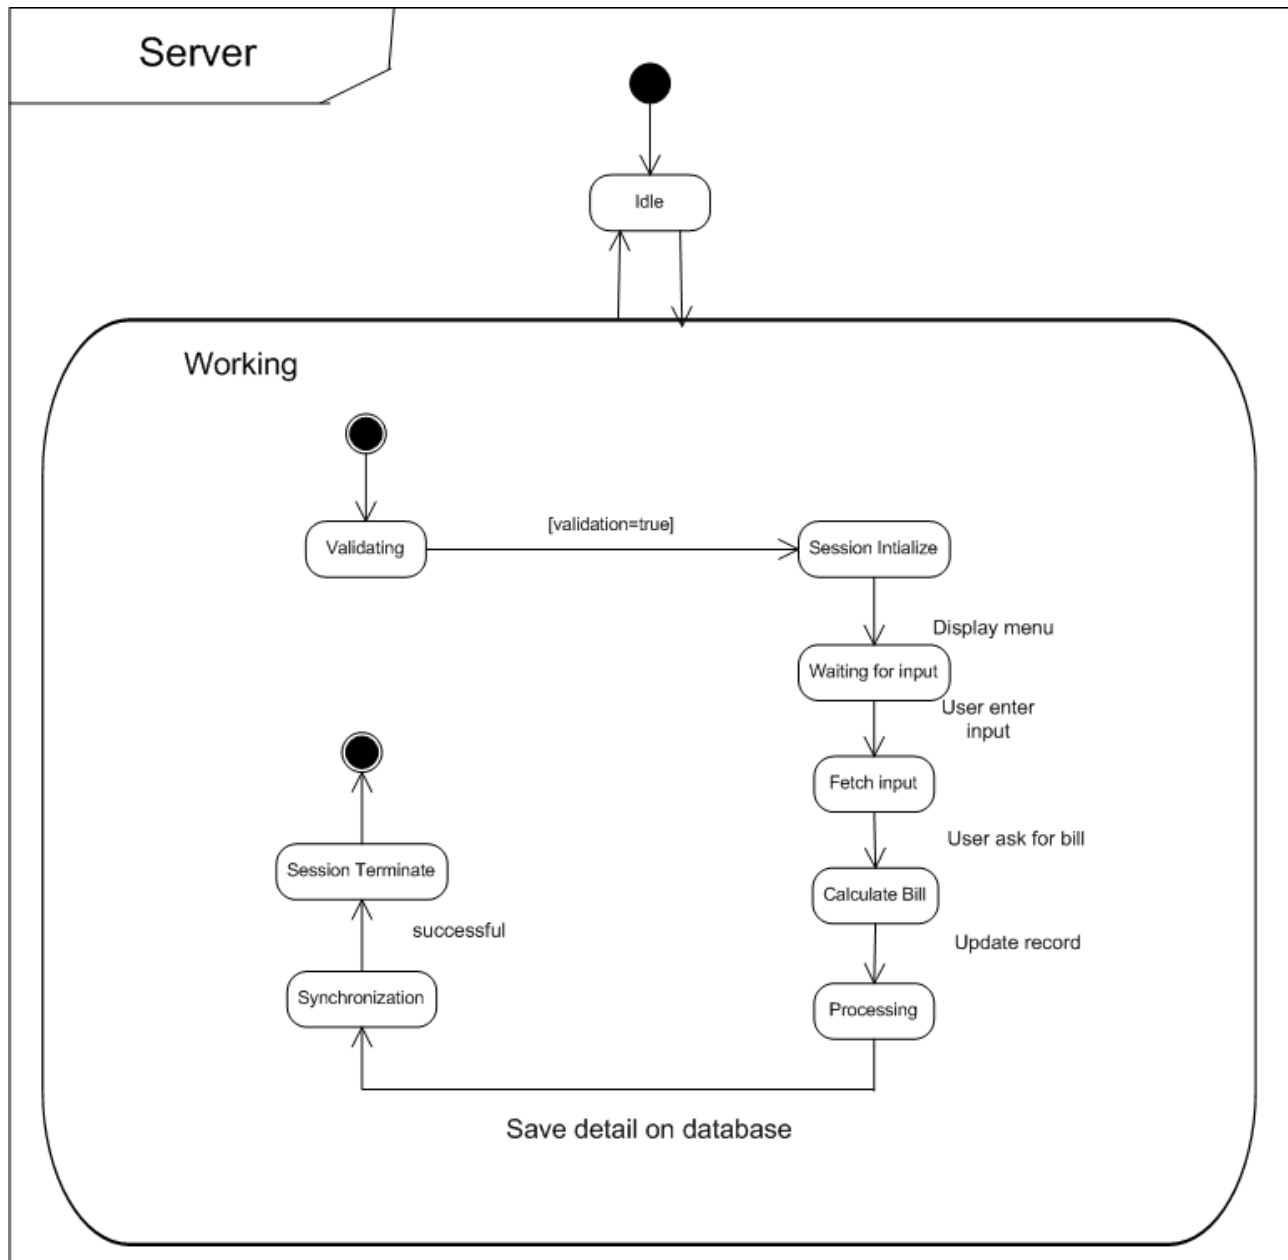 Server
Idle
Working
[validation=true]
Validating
Session Intialize
Display menu
Waiting for input
User enter
input
Fetch input
User ask for bill
Session Terminate
Calculate Bill
successful
Update record
Synchronization
Processing
Save detail on database